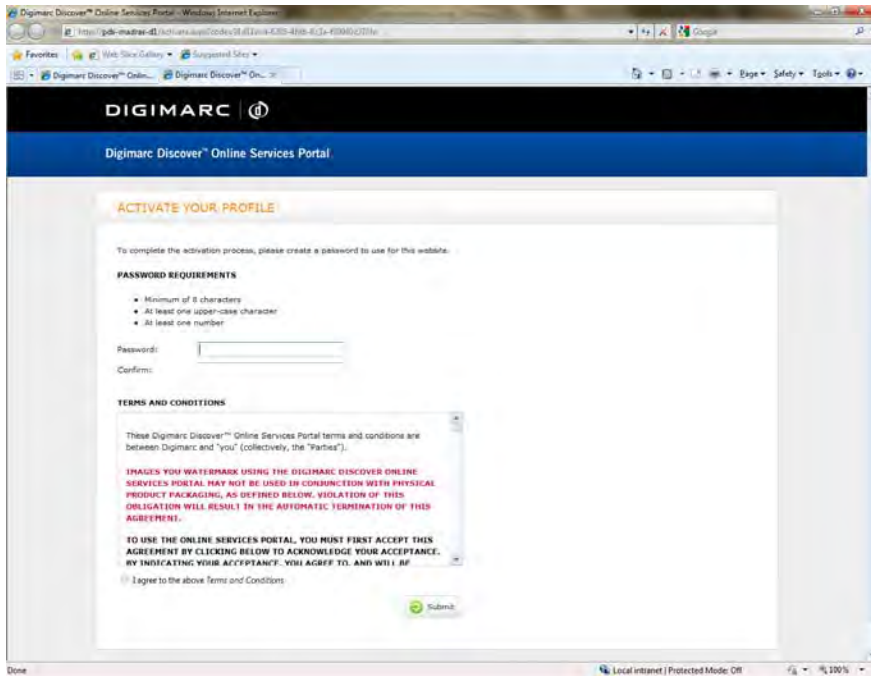 Digimarc Discover™ Online Services Portal - Windows Internet Explorer
Google
Favorites Web Slice Gallery Suggested Sites
Digimarc Discover™ Onlin... Digimarc Discover™ On... Page Safety Tools
DIGIMARC
Digimarc Discover™ Online Services Portal
ACTIVATE YOUR PROFILE
To complete the activation process, please create a password to use for this website.
PASSWORD REQUIREMENTS
• Minimum of 8 characters
• At least one upper-case character
• At least one number
Password:
Confirm:
TERMS AND CONDITIONS
These Digimarc Discover™ Online Services Portal terms and conditions are
between Digimarc and "you" (collectively, the "Parties").
IMAGES YOU WATERMARK USING THE DIGIMARC DISCOVER ONLINE
SERVICES PORTAL MAY NOT BE USED IN CONJUNCTION WITH PHYSICAL
PRODUCT PACKAGING, AS DEFINED BELOW. VIOLATION OF THIS
OBLIGATION WILL RESULT IN THE AUTOMATIC TERMINATION OF THIS
AGREEMENT.
TO USE THE ONLINE SERVICES PORTAL, YOU MUST FIRST ACCEPT THIS
AGREEMENT BY CLICKING BELOW TO ACKNOWLEDGE YOUR ACCEPTANCE.
BY INDICATING YOUR ACCEPTANCE, YOU AGREE TO, AND WILL BE
I agree to the above Terms and Conditions
Submit
Done Local intranet | Protected Mode: Off 100%